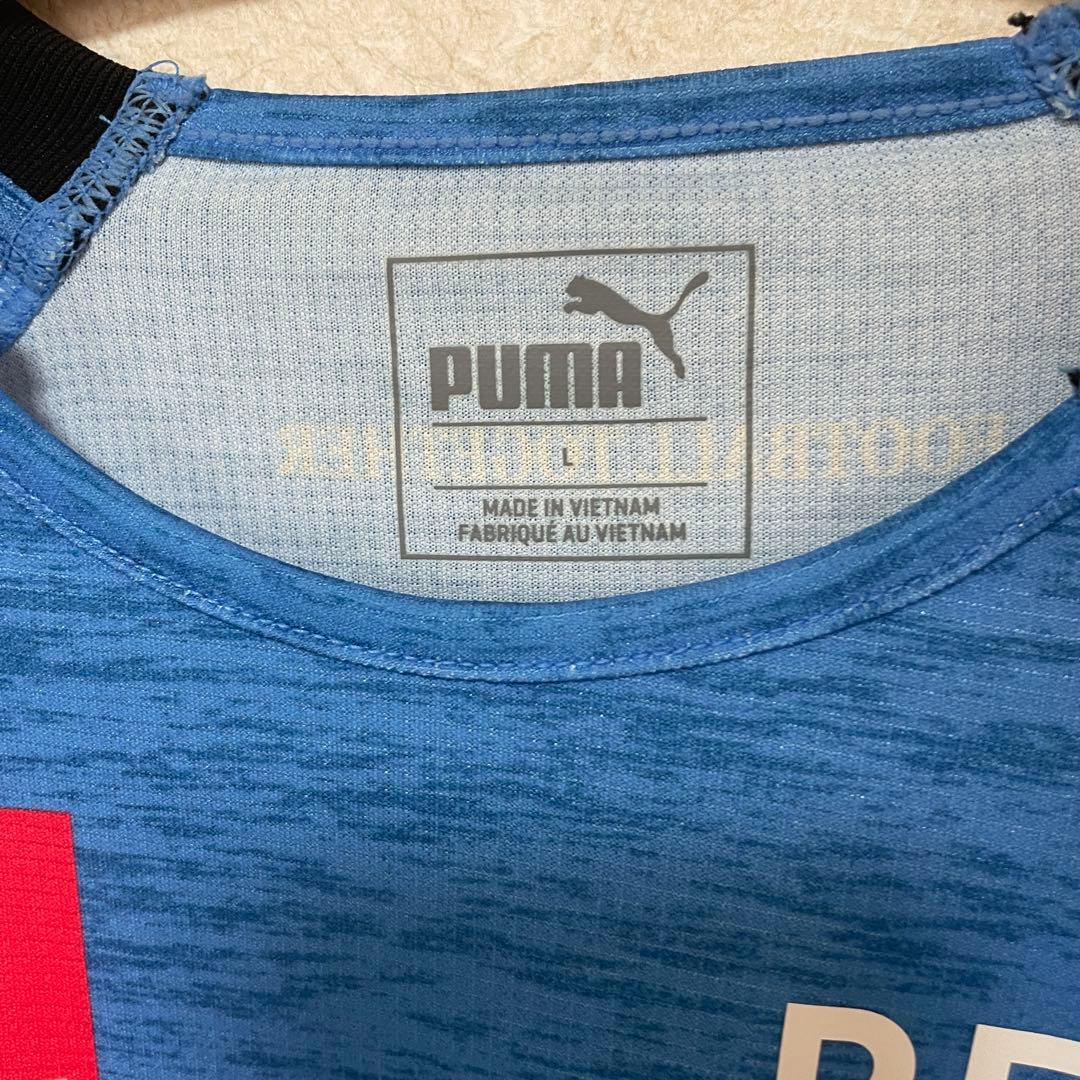 PUMA
FOOTBALL TOGETHER
L
MADE IN VIETNAM
FABRIQUÉ AU VIETNAM